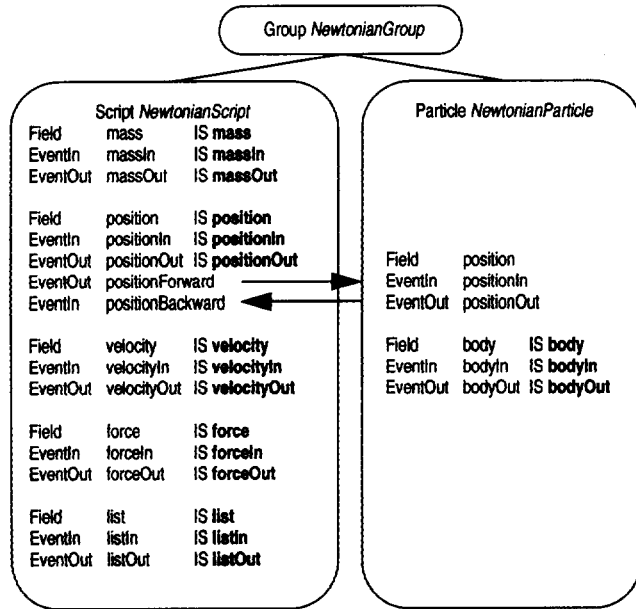 Group NewtonianGroup
Script NewtonianScript
Field mass IS mass
EventIn massIn IS massIn
EventOut massOut IS massOut
Field position IS position
EventIn positionIn IS positionIn
EventOut positionOut IS positionOut
EventOut positionForward
EventIn positionBackward
Field velocity IS velocity
EventIn velocityIn IS velocityIn
EventOut velocityOut IS velocityOut
Field force IS force
EventIn forceIn IS forceIn
EventOut forceOut IS forceOut
Field list IS list
EventIn listIn IS listIn
EventOut listOut IS listOut
Particle NewtonianParticle
Field position
EventIn positionIn
EventOut positionOut
Field body IS body
EventIn bodyIn IS bodyIn
EventOut bodyOut IS bodyOut